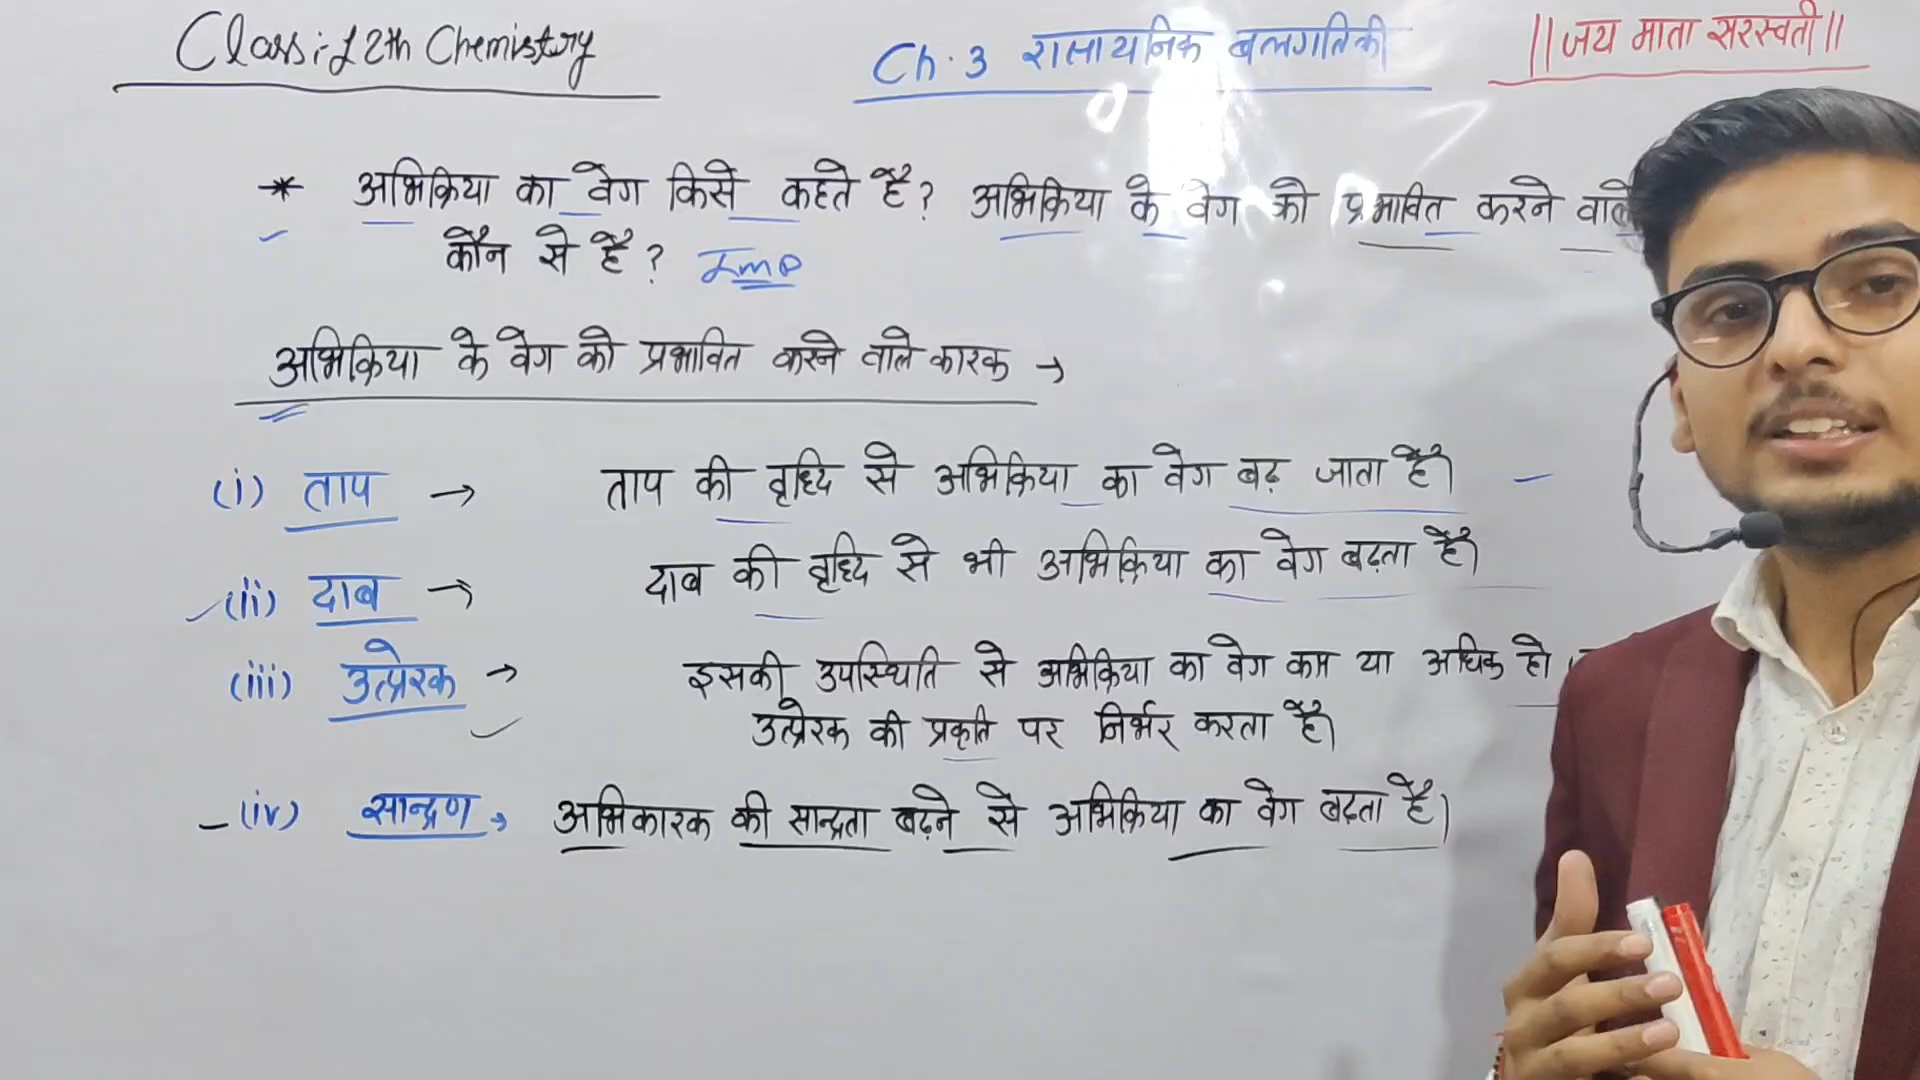 Class:-12th Chemistry
Ch. 3 रासायनिक बलगतिकी
||जय माता सरस्वती||
* अभिक्रिया का वेग किसे कहते है? अभिक्रिया के वेग को प्रभावित करने वाले
कौन से है? Imp
अभिक्रिया के वेग को प्रभावित करने वाले कारक →
(i) ताप → ताप की वृध्दि से अभिक्रिया का वेग बढ़ जाता है।
(ii) दाब → दाब की वृध्दि से भी अभिक्रिया का वेग बढ़ता है।
(iii) उत्प्रेरक → इसकी उपस्थिति से अभिक्रिया का वेग कम या अधिक हो
उत्प्रेरक की प्रकृति पर निर्भर करता है।
(iv) सान्द्रण → अभिकारक की सान्द्रता बढ़ने से अभिक्रिया का वेग बढ़ता है।